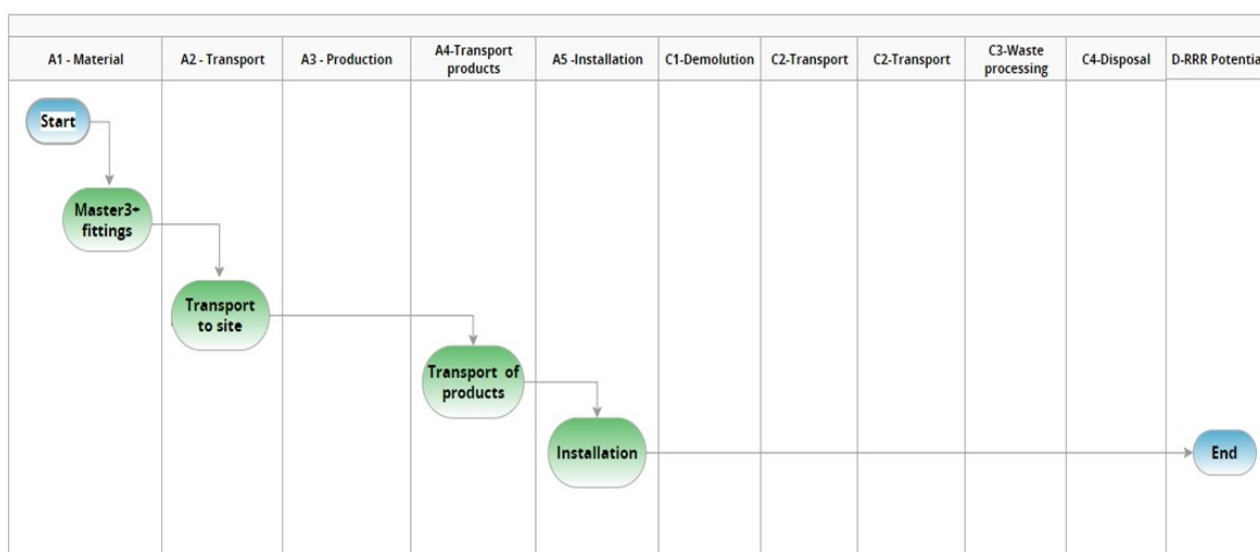 A1 - Material
A2 - Transport
A3 - Production
A4-Transport
products
A5 -Installation
C1-Demolution
C2-Transport
C2-Transport
C3-Waste
processing
C4-Disposal
D-RRR Potentia
Start
Master3+
fittings
Transport
to site
Transport of
products
Installation
End